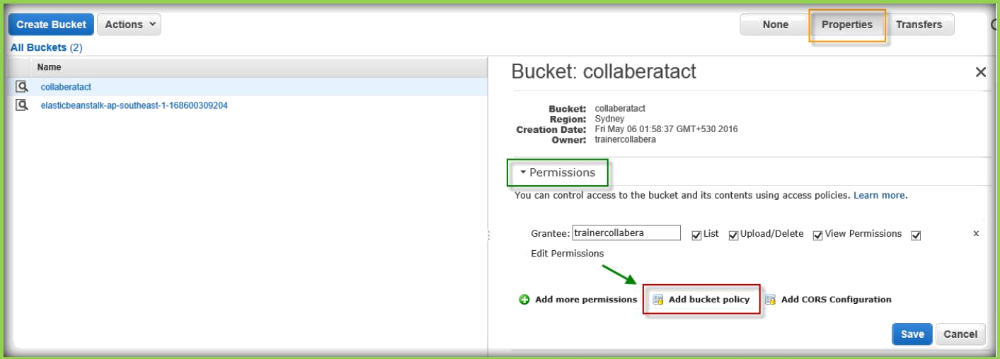 Create Bucket Actions None Properties Transfers
All Buckets (2)
Name
collaberatact
elasticbeanstalk-ap-southeast-1-168600309204
Bucket: collaberatact
Bucket: collaberatact
Region: Sydney
Creation Date: Fri May 06 01:58:37 GMT+530 2016
Owner: trainercollabera
Permissions
You can control access to the bucket and its contents using access policies. Learn more.
Grantee: trainercollabera List Upload/Delete View Permissions x
Edit Permissions
Add more permissions Add bucket policy Add CORS Configuration
Save Cancel